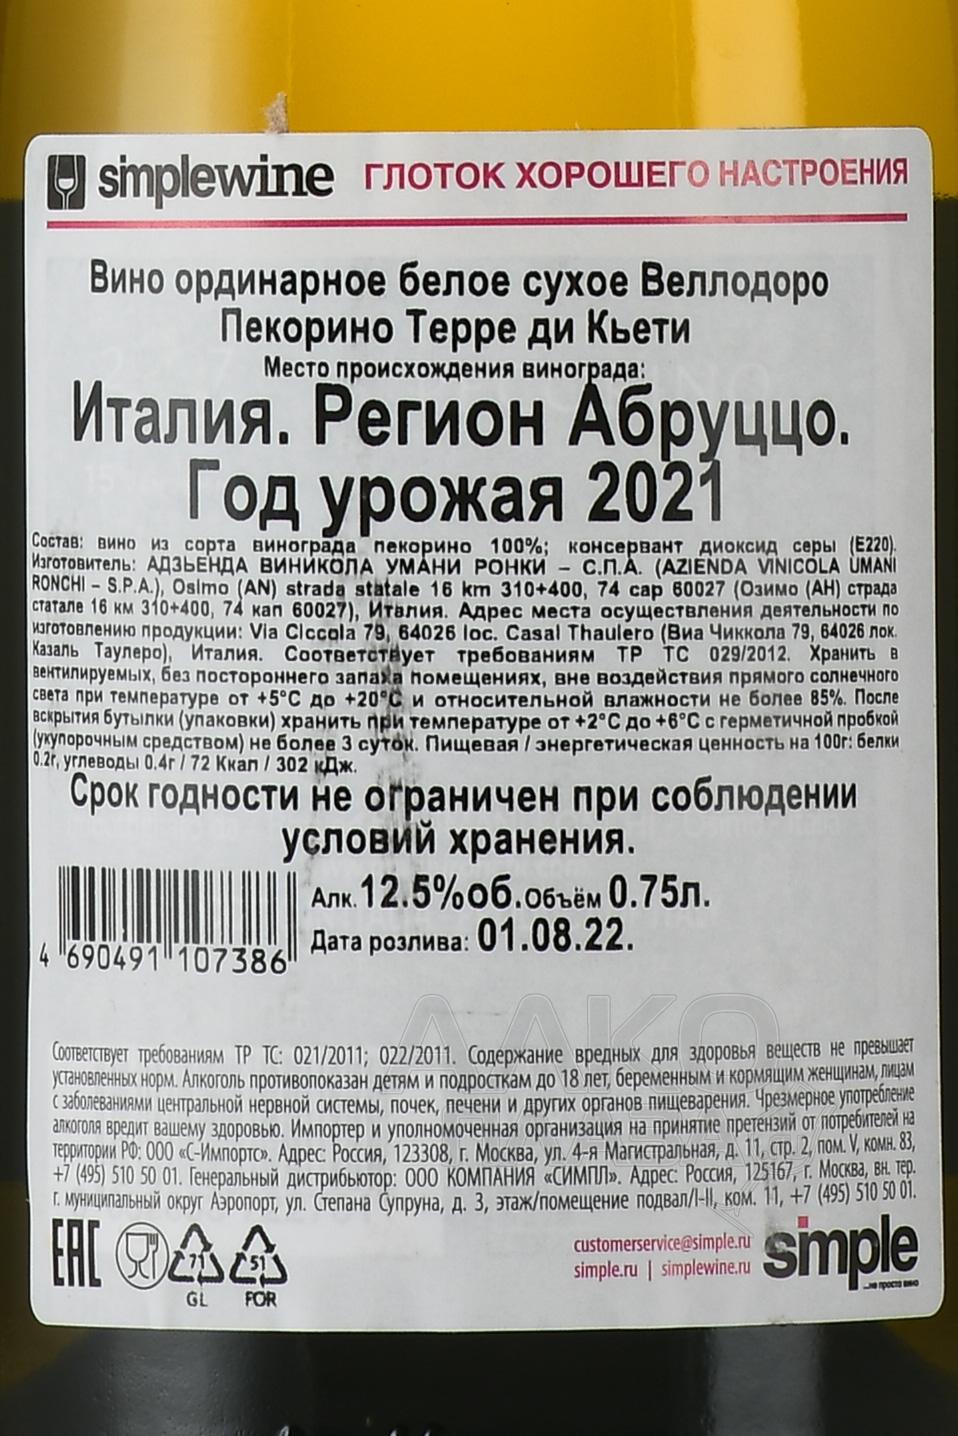 simplewine ГЛОТОК ХОРОШЕГО НАСТРОЕНИЯ
Вино ординарное белое сухое Веллодоро
Пекорино Терре ди Кьети
Место происхождения винограда:
Италия. Регион Абруццо.
Год урожая 2021
Состав: вино из сорта винограда пекорино 100%; консервант диоксид серы (E220).
Изготовитель: АДЗЬЕНДА ВИНИКОЛА УМАНИ РОНКИ – С.П.А. (AZIENDA VINICOLA UMANI
RONCHI – S.P.A.), Osimo (AN) strada statale 16 km 310+400, 74 cap 60027 (Озимо (АН) страда
статале 16 км 310+400, 74 кап 60027), Италия. Адрес места осуществления деятельности по
изготовлению продукции: Via Ciccola 79, 64026 loc. Casal Thaulero (Виа Чиккола 79, 64026 лок.
Казаль Таулеро), Италия. Соответствует требованиям ТР ТС 029/2012. Хранить в
вентилируемых, без постороннего запаха помещениях, вне воздействия прямого солнечного
света при температуре от +5°С до +20°С и относительной влажности не более 85%. После
вскрытия бутылки (упаковки) хранить при температуре от +2°С до +6°С с герметичной пробкой
(укупорочным средством) не более 3 суток. Пищевая / энергетическая ценность на 100г: белки
0.2г, углеводы 0.4г / 72 Ккал / 302 кДж.
Срок годности не ограничен при соблюдении
условий хранения.
Алк. 12.5%об. Объём 0.75л.
Дата розлива: 01.08.22.
4 690491 107386
Соответствует требованиям ТР ТС: 021/2011; 022/2011. Содержание вредных для здоровья веществ не превышает
установленных норм. Алкоголь противопоказан детям и подросткам до 18 лет, беременным и кормящим женщинам, лицам
с заболеваниями центральной нервной системы, почек, печени и других органов пищеварения. Чрезмерное употребление
алкоголя вредит вашему здоровью. Импортер и уполномоченная организация на принятие претензий от потребителей на
территории РФ: ООО «С-Импортс». Адрес: Россия, 123308, г. Москва, ул. 4-я Магистральная, д. 11, стр. 2, пом. V, комн. 83,
+7 (495) 510 50 01. Генеральный дистрибьютор: ООО КОМПАНИЯ «СИМПЛ». Адрес: Россия, 125167, г. Москва, вн. тер.
г. муниципальный округ Аэропорт, ул. Степана Супруна, д. 3, этаж/помещение подвал/I-II, ком. 11, +7 (495) 510 50 01.
EAC
71
GL
51
FOR
customerservice@simple.ru
simple.ru | simplewine.ru
simple
...не просто вино